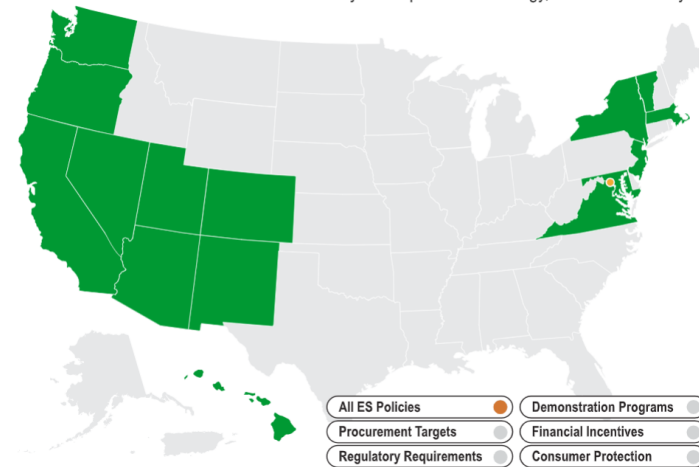 All ES Policies
Demonstration Programs
Procurement Targets
Financial Incentives
Regulatory Requirements
Consumer Protection